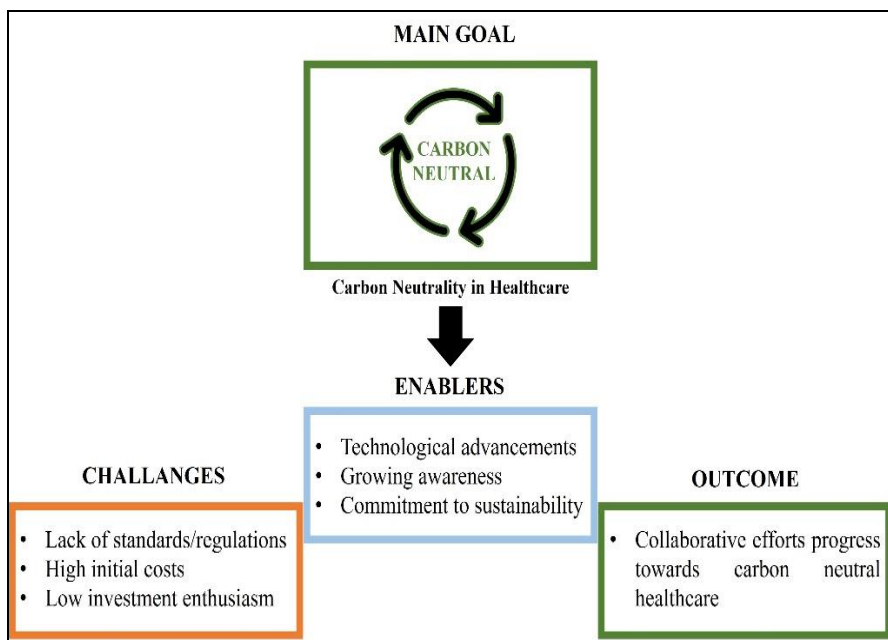 MAIN GOAL
CARBON
NEUTRAL
Carbon Neutrality in Healthcare
ENABLERS
• Technological advancements
• Growing awareness
• Commitment to sustainability
CHALLANGES
• Lack of standards/regulations
• High initial costs
• Low investment enthusiasm
OUTCOME
• Collaborative efforts progress
towards carbon neutral
healthcare